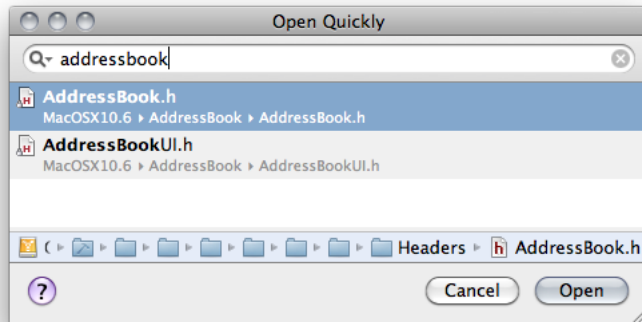 Open Quickly
addressbook
AddressBook.h
MacOSX10.6 ▸ AddressBook ▸ AddressBook.h
AddressBookUI.h
MacOSX10.6 ▸ AddressBook ▸ AddressBookUI.h
( ▸ ▸ ▸ ▸ ▸ ▸ ▸ ▸ Headers ▸ AddressBook.h
? Cancel Open